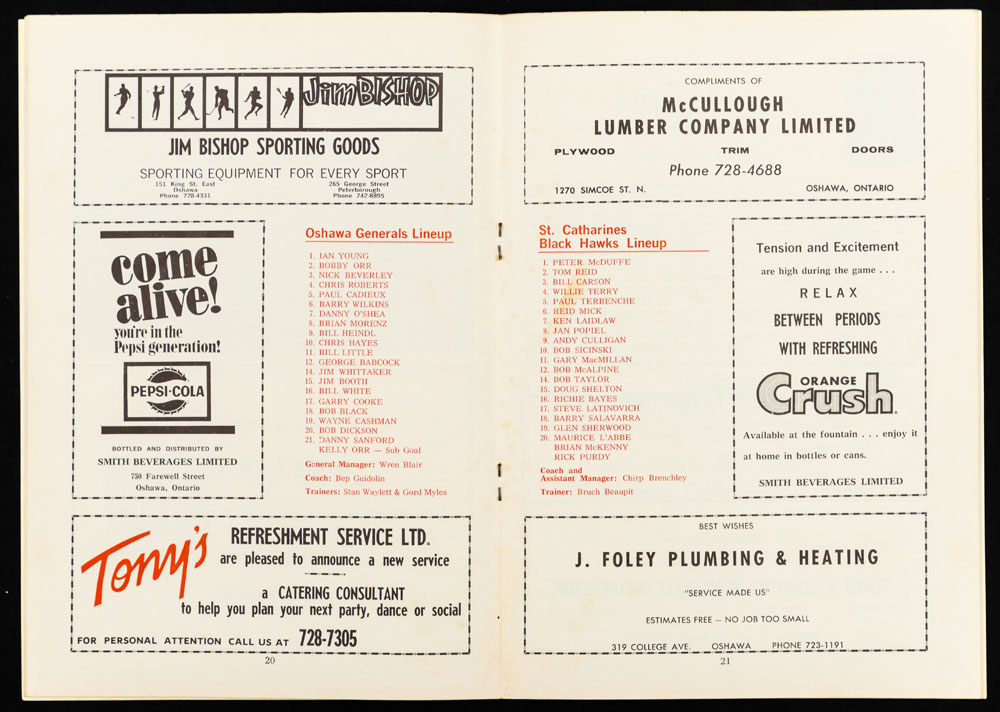 Jim BISHOP
JIM BISHOP SPORTING GOODS
SPORTING EQUIPMENT FOR EVERY SPORT
151 King St. East
Oshawa
Phone 728-4331
265 George Street
Peterborough
Phone 742-8895
come
alive!
you're in the
Pepsi generation!
PEPSI-COLA
BOTTLED AND DISTRIBUTED BY
SMITH BEVERAGES LIMITED
750 Farewell Street
Oshawa, Ontario
Oshawa Generals Lineup
1. IAN YOUNG
2. BOBBY ORR
3. NICK BEVERLEY
4. CHRIS ROBERTS
5. PAUL CADIEUX
6. BARRY WILKINS
7. DANNY O'SHEA
8. BRIAN MORENZ
9. BILL HEINDL
10. CHRIS HAYES
11. BILL LITTLE
12. GEORGE BABCOCK
14. JIM WHITTAKER
15. JIM BOOTH
16. BILL WHITE
17. GARRY COOKE
18. BOB BLACK
19. WAYNE CASHMAN
20. BOB DICKSON
21. DANNY SANFORD
KELLY ORR — Sub Goal
General Manager: Wren Blair
Coach: Bep Guidolin
Trainers: Stan Waylett & Gord Myles
Tony's
REFRESHMENT SERVICE LTD.
are pleased to announce a new service
a CATERING CONSULTANT
to help you plan your next party, dance or social
FOR PERSONAL ATTENTION CALL US AT 728-7305
20
COMPLIMENTS OF
McCULLOUGH
LUMBER COMPANY LIMITED
PLYWOOD TRIM DOORS
Phone 728-4688
1270 SIMCOE ST. N. OSHAWA, ONTARIO
St. Catharines
Black Hawks Lineup
1. PETER McDUFFE
2. TOM REID
3. BILL CARSON
4. WILLIE TERRY
5. PAUL TERBENCHE
6. REID MICK
7. KEN LAIDLAW
8. JAN POPIEL
9. ANDY CULLIGAN
10. BOB SICINSKI
11. GARY MacMILLAN
12. BOB McALPINE
14. BOB TAYLOR
15. DOUG SHELTON
16. RICHIE BAYES
17. STEVE LATINOVICH
18. BARRY SALAVARRA
19. GLEN SHERWOOD
20. MAURICE L'ABBE
BRIAN McKENNY
RICK PURDY
Coach and
Assistant Manager: Chirp Brenchley
Trainer: Bruch Beaupit
Tension and Excitement
are high during the game . . .
RELAX
BETWEEN PERIODS
WITH REFRESHING
ORANGE
Crush
Available at the fountain . . . enjoy it
at home in bottles or cans.
SMITH BEVERAGES LIMITED
BEST WISHES
J. FOLEY PLUMBING & HEATING
"SERVICE MADE US"
ESTIMATES FREE — NO JOB TOO SMALL
319 COLLEGE AVE. OSHAWA PHONE 723-1191
21